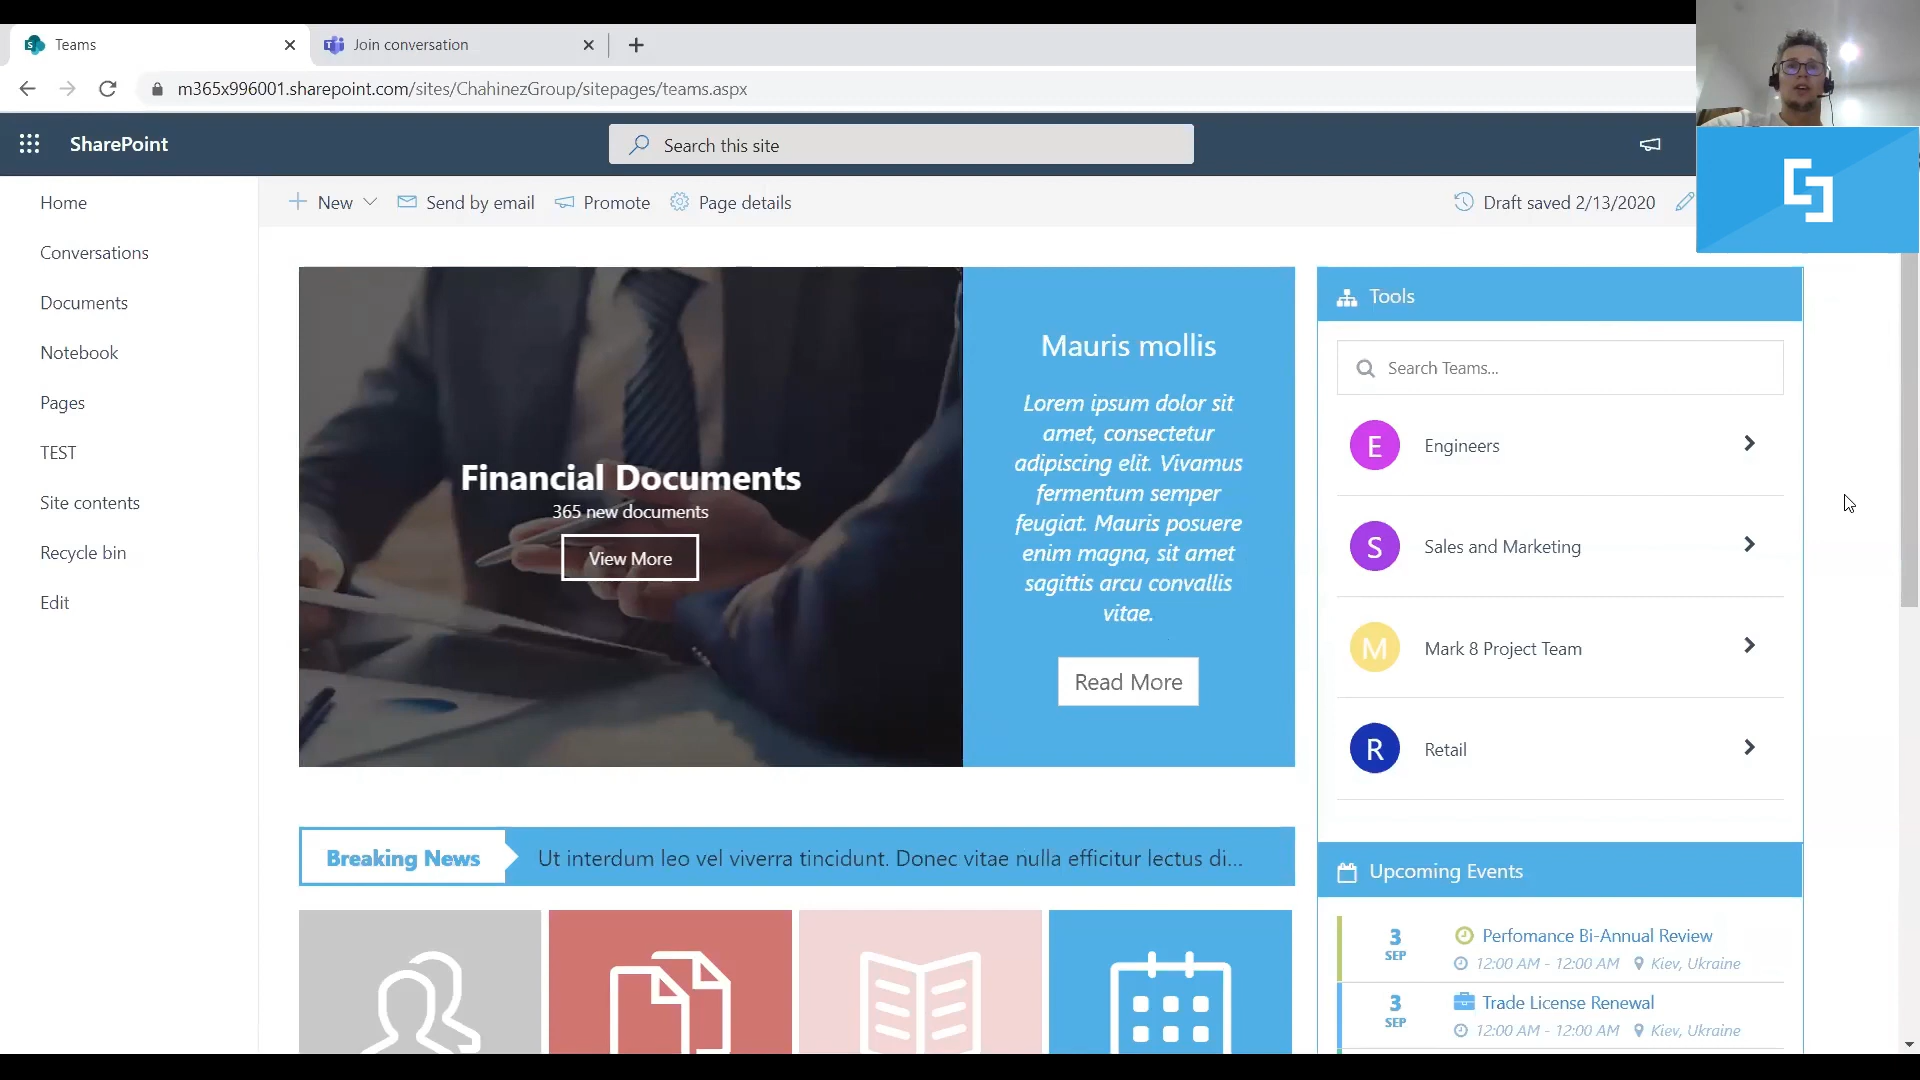 Teams
Join conversation
m365x996001.sharepoint.com/sites/ChahinezGroup/sitepages/teams.aspx
SharePoint
Search this site
Home
Conversations
Documents
Notebook
Pages
TEST
Site contents
Recycle bin
Edit
New
Send by email
Promote
Page details
Draft saved 2/13/2020
Financial Documents
365 new documents
View More
Mauris mollis
Lorem ipsum dolor sit
amet, consectetur
adipiscing elit. Vivamus
fermentum semper
feugiat. Mauris posuere
enim magna, sit amet
sagittis arcu convallis
vitae.
Read More
Tools
Search Teams...
E Engineers
S Sales and Marketing
M Mark 8 Project Team
R Retail
Breaking News
Ut interdum leo vel viverra tincidunt. Donec vitae nulla efficitur lectus di...
Upcoming Events
3 SEP
Perfomance Bi-Annual Review
12:00 AM - 12:00 AM Kiev, Ukraine
3 SEP
Trade License Renewal
12:00 AM - 12:00 AM Kiev, Ukraine